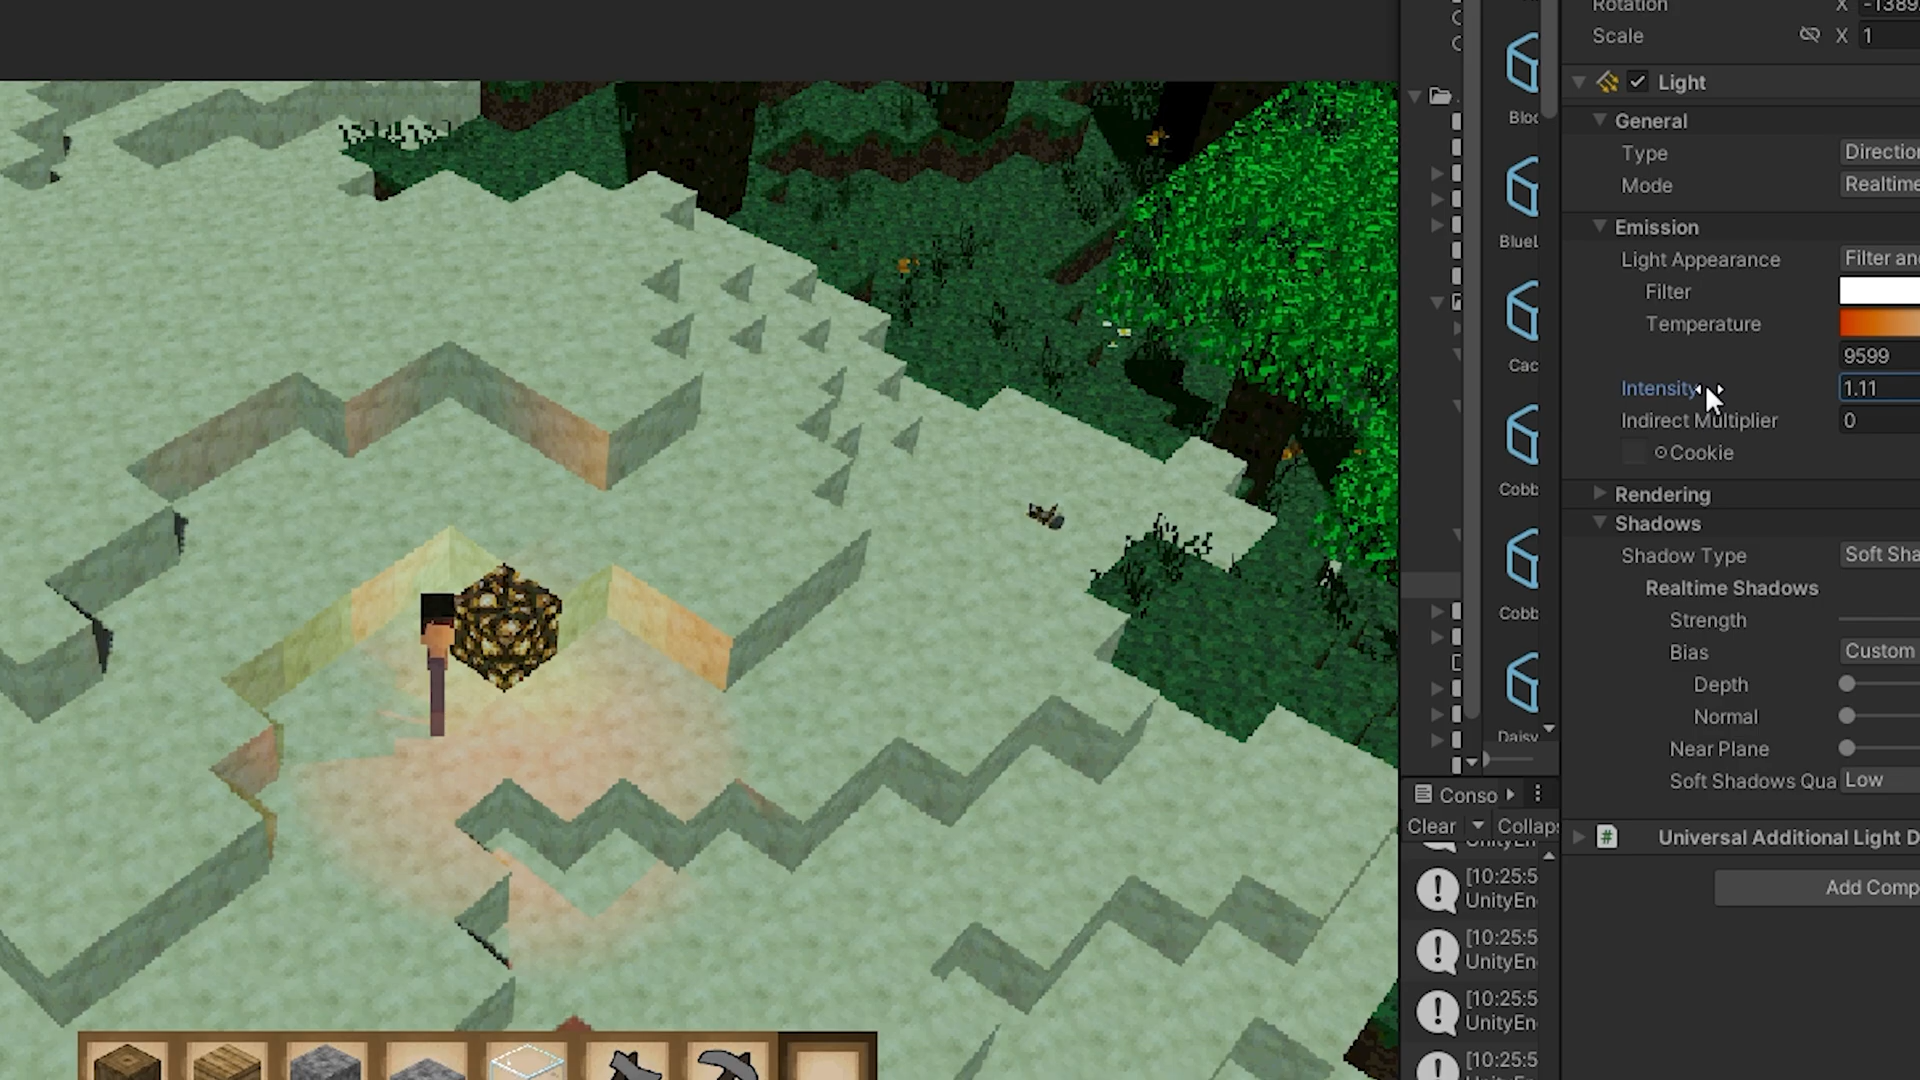 Rotation X -1389
Scale X 1
Light
General
Type Direction
Mode Realtime
Emission
Light Appearance Filter and
Filter
Temperature
9599
Intensity 1.11
Indirect Multiplier 0
Cookie
Rendering
Shadows
Shadow Type Soft Sha
Realtime Shadows
Strength
Bias Custom
Depth
Normal
Near Plane
Soft Shadows Qua Low
Universal Additional Light D
Add Comp
Bloc
BlueL
Cac
Cobb
Cobb
Daisy
Conso
Clear Collaps
UnityEn
[10:25:5
UnityEn
[10:25:5
UnityEn
[10:25:5
UnityEn
[10:25:5